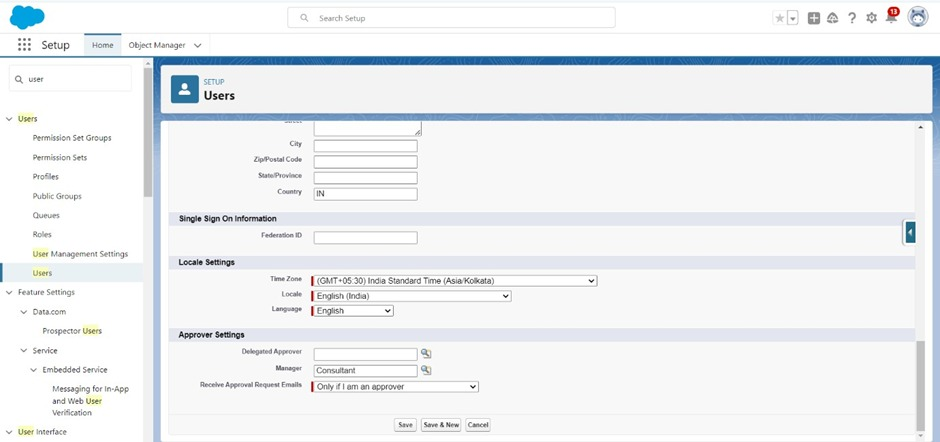 Search Setup
13
Setup
Home
Object Manager
user
SETUP
Users
Users
Permission Set Groups
Permission Sets
Profiles
Public Groups
Queues
Roles
User Management Settings
Users
Feature Settings
Data.com
Prospector Users
Service
Embedded Service
Messaging for In-App
and Web User
Verification
User Interface
City
Zip/Postal Code
State/Province
Country IN
Single Sign On Information
Federation ID
Locale Settings
Time Zone (GMT+05:30) India Standard Time (Asia/Kolkata)
Locale English (India)
Language English
Approver Settings
Delegated Approver
Manager Consultant
Receive Approval Request Emails Only if I am an approver
Save Save & New Cancel